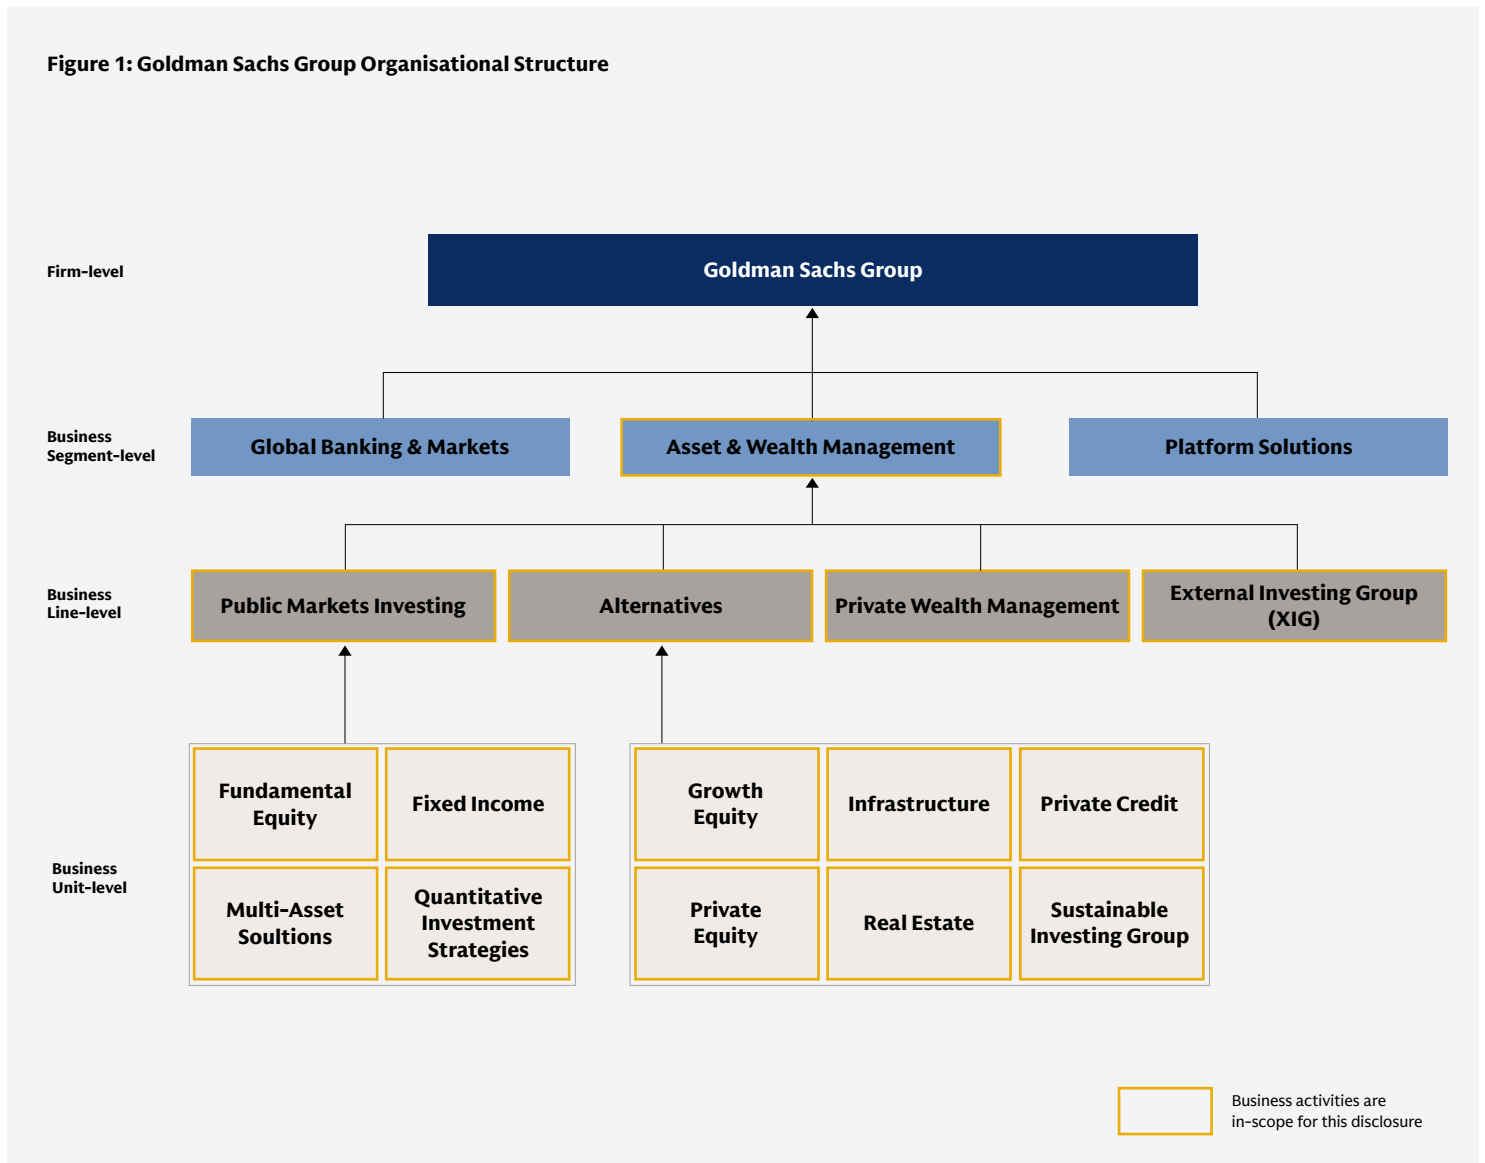 Figure 1: Goldman Sachs Group Organisational Structure
Firm-level
Goldman Sachs Group
Business
Segment-level
Global Banking & Markets
Asset & Wealth Management
Platform Solutions
Business
Line-level
Public Markets Investing
Alternatives
Private Wealth Management
External Investing Group
(XIG)
Business
Unit-level
Fundamental
Equity
Fixed Income
Growth
Equity
Infrastructure
Private Credit
Multi-Asset
Soultions
Quantitative
Investment
Strategies
Private
Equity
Real Estate
Sustainable
Investing Group
Business activities are
in-scope for this disclosure